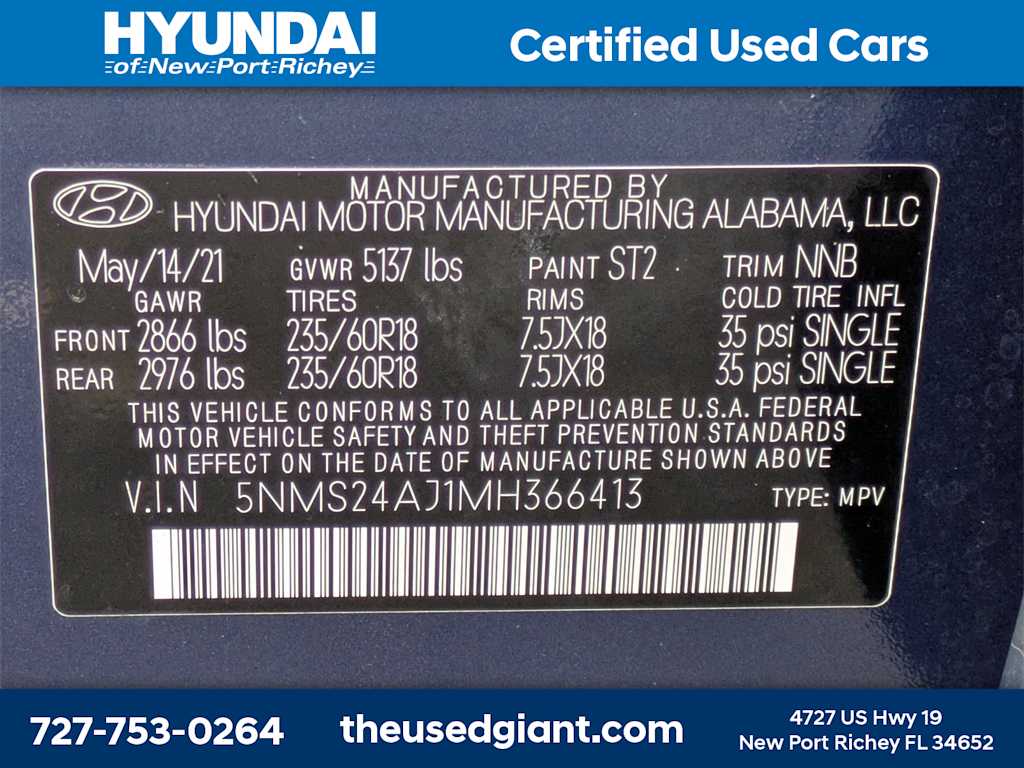 HYUNDAI
of New Port Richey
Certified Used Cars
MANUFACTURED BY
HYUNDAI MOTOR MANUFACTURING ALABAMA, LLC
May/14/21 GVWR 5137 lbs PAINT ST2 TRIM NNB
GAWR TIRES RIMS COLD TIRE INFL
FRONT 2866 lbs 235/60R18 7.5JX18 35 psi SINGLE
REAR 2976 lbs 235/60R18 7.5JX18 35 psi SINGLE
THIS VEHICLE CONFORMS TO ALL APPLICABLE U.S.A. FEDERAL
MOTOR VEHICLE SAFETY AND THEFT PREVENTION STANDARDS
IN EFFECT ON THE DATE OF MANUFACTURE SHOWN ABOVE
V.I.N 5NMS24AJ1MH366413 TYPE: MPV
727-753-0264
theusedgiant.com
4727 US Hwy 19
New Port Richey FL 34652